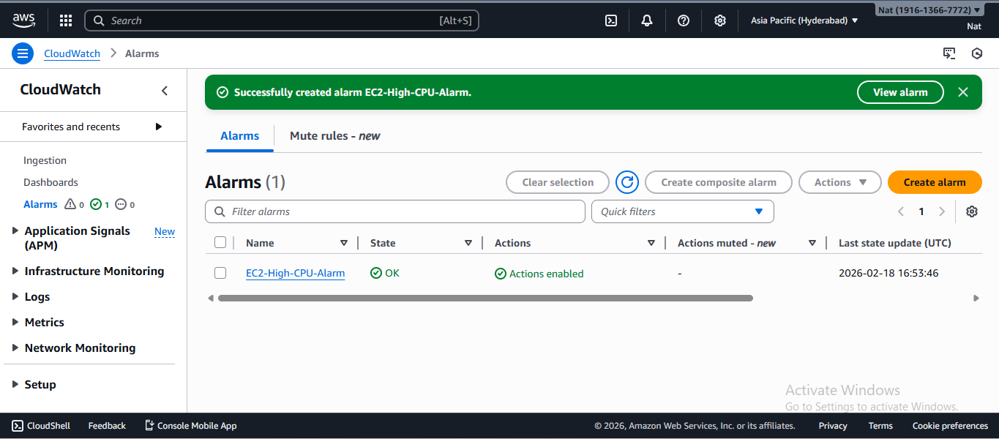 aws
Search [Alt+S]
Asia Pacific (Hyderabad)
Nat (1916-1366-7772)
Nat
CloudWatch
Alarms
CloudWatch
Favorites and recents
Ingestion
Dashboards
Alarms 0 1 0
Application Signals (APM) New
Infrastructure Monitoring
Logs
Metrics
Network Monitoring
Setup
Successfully created alarm EC2-High-CPU-Alarm.
View alarm
Alarms
Mute rules - new
Alarms (1)
Clear selection
Create composite alarm
Actions
Create alarm
Filter alarms
Quick filters
1
Name State Actions Actions muted - new Last state update (UTC)
EC2-High-CPU-Alarm OK Actions enabled - 2026-02-18 16:53:46
Activate Windows
Go to Settings to activate Windows.
CloudShell Feedback Console Mobile App © 2026, Amazon Web Services, Inc. or its affiliates. Privacy Terms Cookie preferences